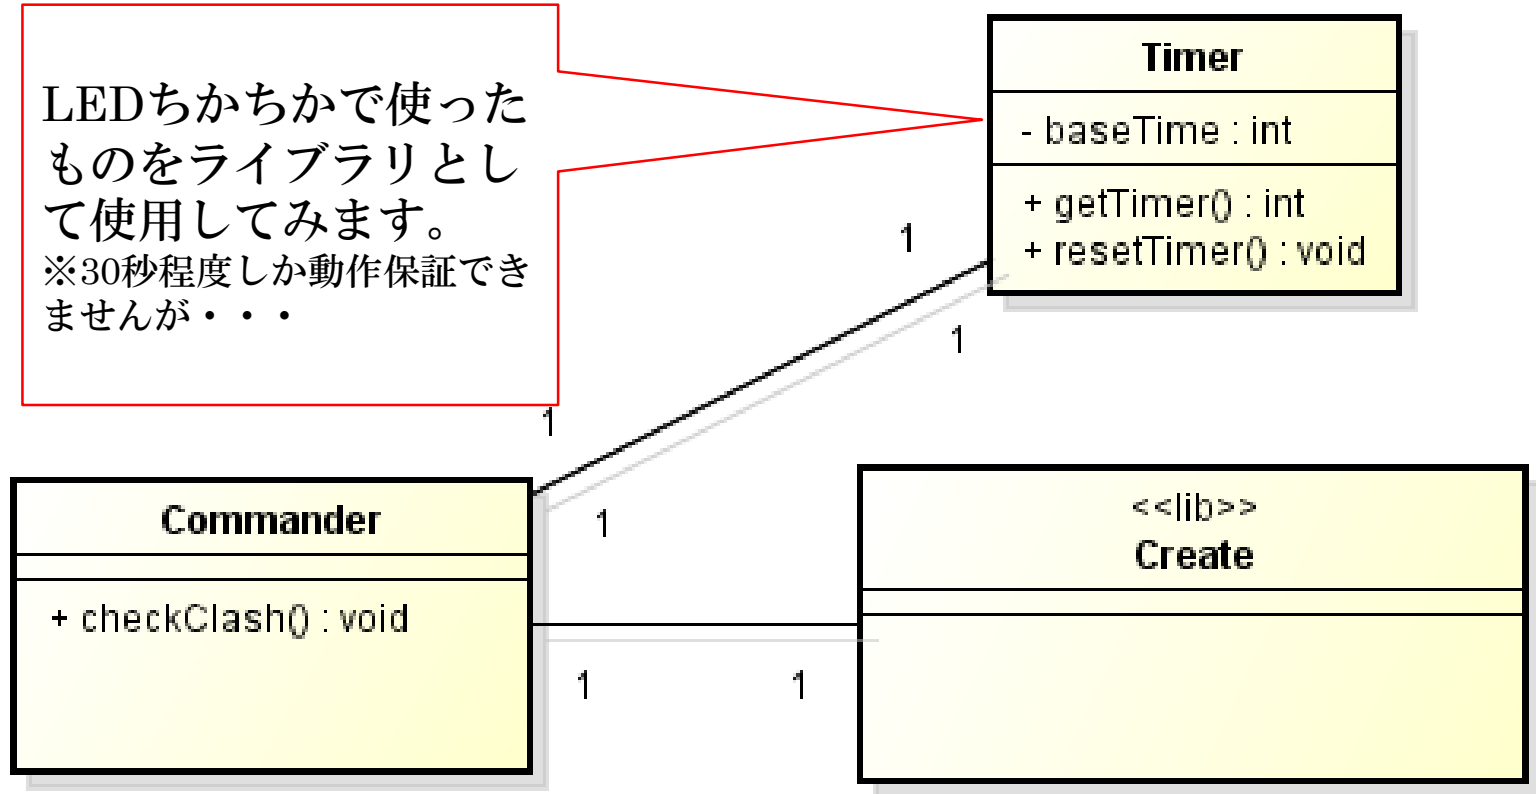 LEDちかちかで使った
ものをライブラリとし
て使用してみます。
※30秒程度しか動作保証でき
ませんが・・・
Timer
- baseTime : int
+ getTimer() : int
+ resetTimer() : void
1
1
1
1
Commander
+ checkClash() : void
1
1
<<lib>>
Create